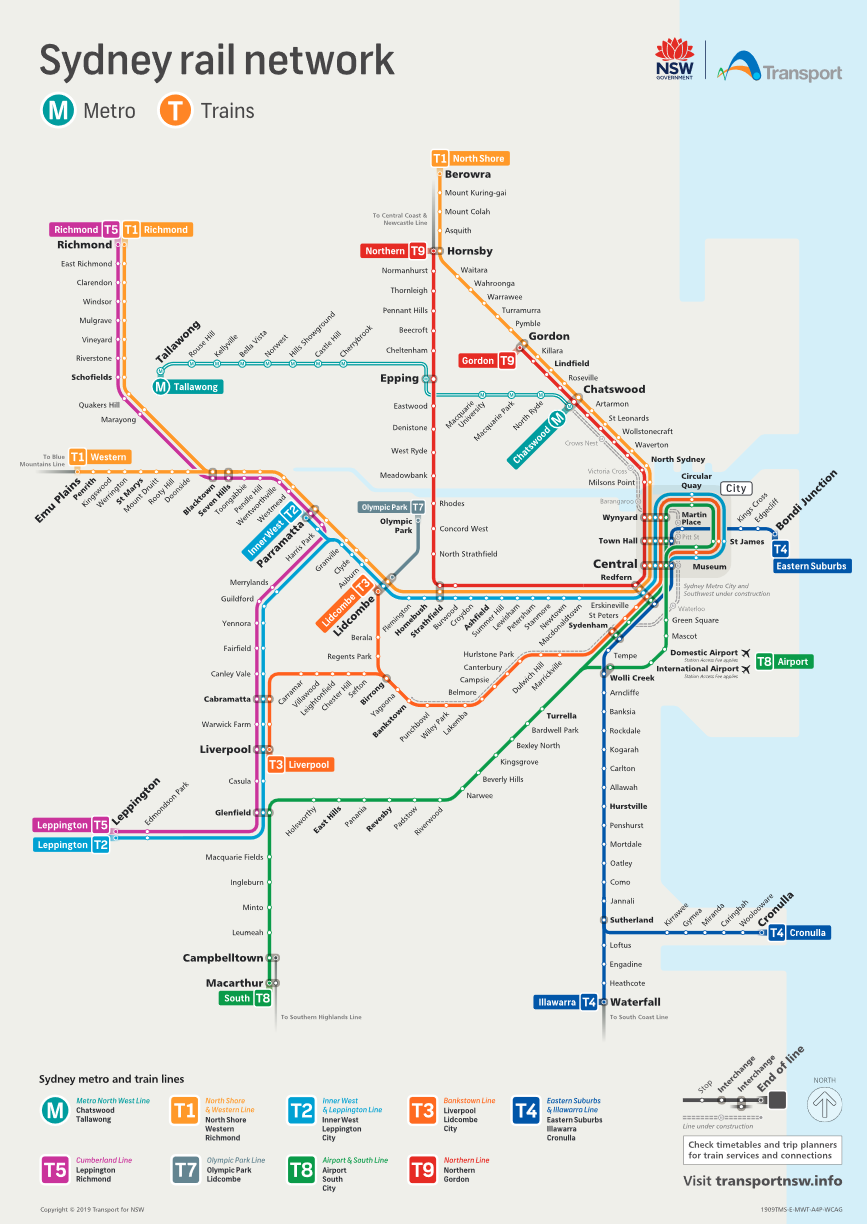 Sydney rail network
M Metro T Trains
NSW
GOVERNMENT
Transport
T1 North Shore
Berowra
Mount Kuring-gai
Mount Colah
Asquith
To Central Coast &
Newcastle Line
Northern T9
Hornsby
Richmond T5
T1 Richmond
Richmond
East Richmond
Clarendon
Windsor
Mulgrave
Vineyard
Riverstone
Schofields
Quakers Hill
Marayong
Normanhurst
Thornleigh
Pennant Hills
Beecroft
Cheltenham
Epping
Eastwood
Denistone
West Ryde
Meadowbank
Rhodes
Concord West
North Strathfield
Waitara
Wahroonga
Warrawee
Turramurra
Pymble
Gordon
Gordon T9
Killara
Lindfield
Roseville
Chatswood
Artarmon
St Leonards
Wollstonecraft
Waverton
North Sydney
Milsons Point
Crows Nest
Victoria Cross
Barangaroo
Tallawong
M Tallawong
Rouse Hill
Kellyville
Bella Vista
Norwest
Hills Showground
Castle Hill
Cherrybrook
Macquarie
University
Macquarie Park
North Ryde
Chatswood M
To Blue
Mountains Line
T1 Western
Emu Plains
Penrith
Kingswood
Werrington
St Marys
Mount Druitt
Rooty Hill
Doonside
Blacktown
Seven Hills
Toongabbie
Pendle Hill
Wentworthville
Westmead
Inner West T2
Parramatta
Harris Park
Granville
Clyde
Auburn
Lidcombe T3
Lidcombe
Olympic Park T7
Olympic
Park
Flemington
Homebush
Strathfield
Burwood
Croydon
Ashfield
Summer Hill
Lewisham
Petersham
Stanmore
Newtown
Macdonaldtown
Redfern
Central
Town Hall
Wynyard
Circular
Quay
City
Martin
Place
Pitt St
St James
Museum
Kings Cross
Edgecliff
Bondi Junction
T4
Eastern Suburbs
Sydney Metro City and
Southwest under construction
Waterloo
Green Square
Mascot
Domestic Airport
Station Access Fee applies
International Airport
Station Access Fee applies
T8 Airport
Erskineville
St Peters
Sydenham
Tempe
Wolli Creek
Arncliffe
Banksia
Rockdale
Kogarah
Carlton
Allawah
Hurstville
Penshurst
Mortdale
Oatley
Como
Jannali
Sutherland
Loftus
Engadine
Heathcote
Illawarra T4
Waterfall
To South Coast Line
Kirrawee
Gymea
Miranda
Caringbah
Woolooware
Cronulla
T4 Cronulla
Merrylands
Guildford
Yennora
Fairfield
Canley Vale
Cabramatta
Warwick Farm
Liverpool
T3 Liverpool
Casula
Glenfield
Berala
Regents Park
Carramar
Villawood
Leightonfield
Chester Hill
Sefton
Birrong
Yagoona
Bankstown
Punchbowl
Wiley Park
Lakemba
Belmore
Campsie
Canterbury
Hurlstone Park
Dulwich Hill
Marrickville
Turrella
Bardwell Park
Bexley North
Kingsgrove
Beverly Hills
Narwee
Riverwood
Padstow
Revesby
Panania
East Hills
Holsworthy
Leppington
Edmondson Park
Leppington T5
Leppington T2
Macquarie Fields
Ingleburn
Minto
Leumeah
Campbelltown
Macarthur
South T8
To Southern Highlands Line
Sydney metro and train lines
M
Metro North West Line
Chatswood
Tallawong
T1
North Shore
& Western Line
North Shore
Western
Richmond
T2
Inner West
& Leppington Line
Inner West
Leppington
City
T3
Bankstown Line
Liverpool
Lidcombe
City
T4
Eastern Suburbs
& Illawarra Line
Eastern Suburbs
Illawarra
Cronulla
T5
Cumberland Line
Leppington
Richmond
T7
Olympic Park Line
Olympic Park
Lidcombe
T8
Airport & South Line
Airport
South
City
T9
Northern Line
Northern
Gordon
Stop
Interchange
Interchange
End of line
Line under construction
NORTH
Check timetables and trip planners
for train services and connections
Visit transportnsw.info
Copyright © 2019 Transport for NSW
1909TMS-E-MWT-A4P-WCAG